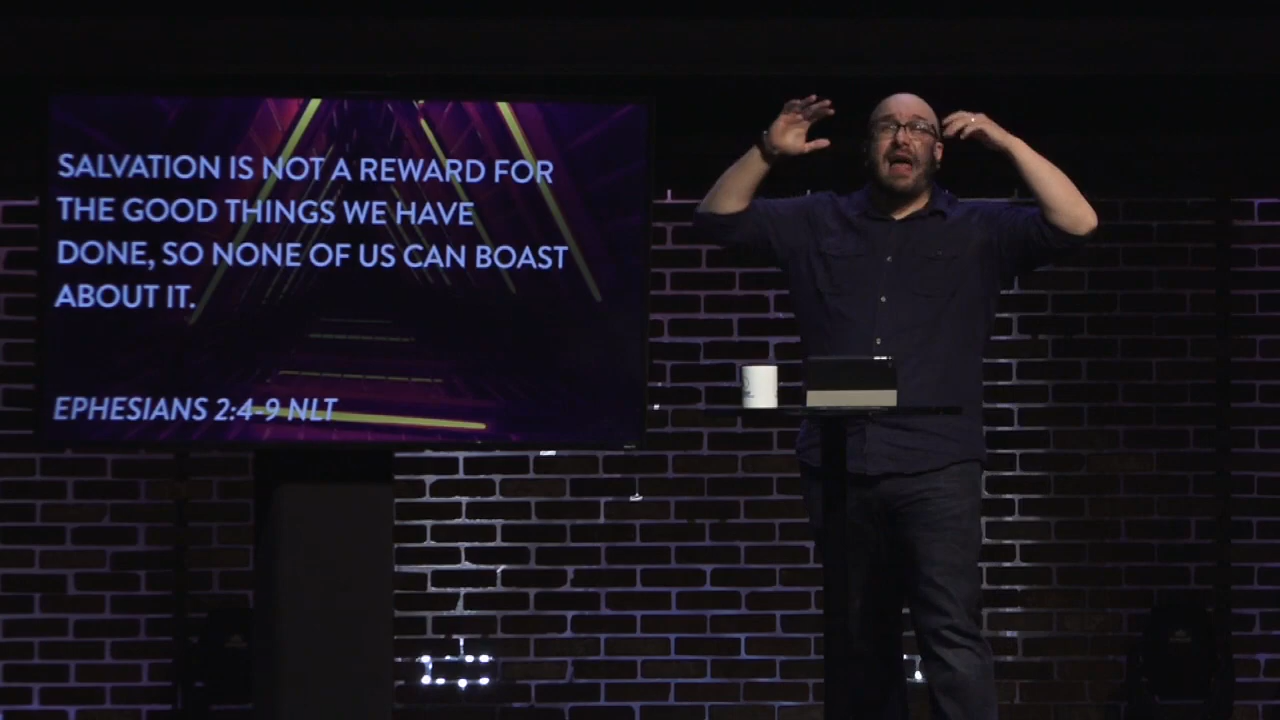 SALVATION IS NOT A REWARD FOR
THE GOOD THINGS WE HAVE
DONE, SO NONE OF US CAN BOAST
ABOUT IT.
EPHESIANS 2:4-9 NLT